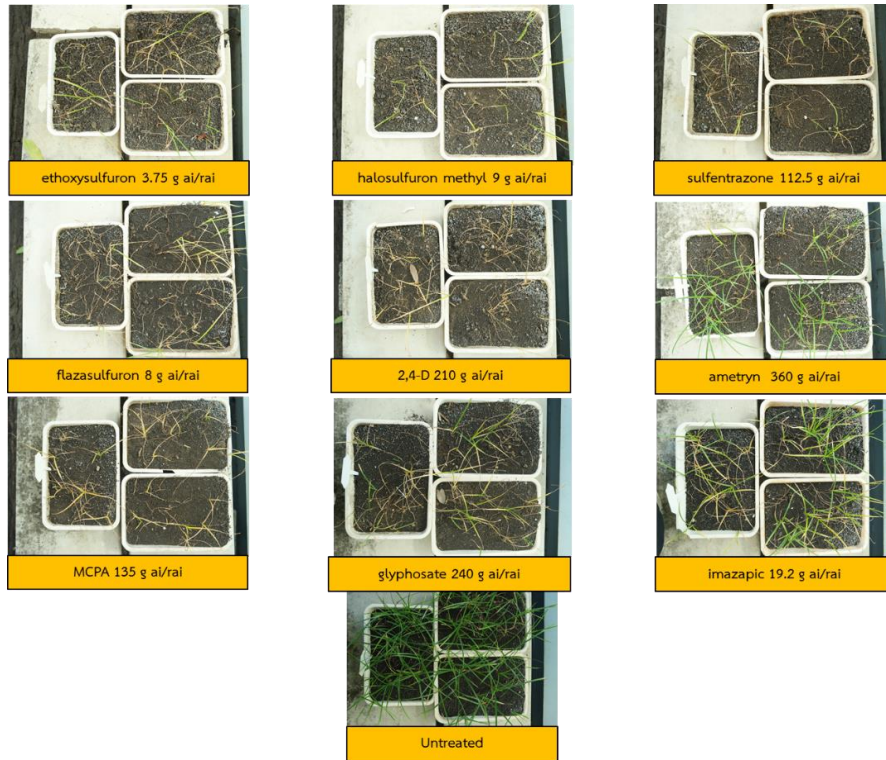 ethoxysulfuron 3.75 g ai/rai
halosulfuron methyl 9 g ai/rai
sulfentrazone 112.5 g ai/rai
flazasulfuron 8 g ai/rai
2,4-D 210 g ai/rai
ametryn 360 g ai/rai
MCPA 135 g ai/rai
glyphosate 240 g ai/rai
imazapic 19.2 g ai/rai
Untreated